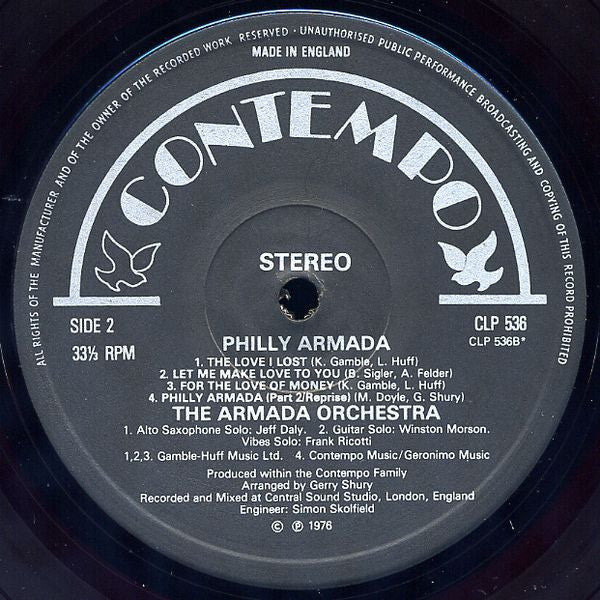 ALL RIGHTS OF THE MANUFACTURER AND OF THE OWNER OF THE RECORDED WORK RESERVED · UNAUTHORISED PUBLIC PERFORMANCE BROADCASTING AND COPYING OF THIS RECORD PROHIBITED
MADE IN ENGLAND
CONTEMPO
STEREO
SIDE 2
33⅓ RPM
CLP 536
CLP 536B*
PHILLY ARMADA
1. THE LOVE I LOST (K. Gamble, L. Huff)
2. LET ME MAKE LOVE TO YOU (B. Sigler, A. Felder)
3. FOR THE LOVE OF MONEY (K. Gamble, L. Huff)
4. PHILLY ARMADA (Part 2/Reprise) (M. Doyle, G. Shury)
THE ARMADA ORCHESTRA
1. Alto Saxophone Solo: Jeff Daly. 2. Guitar Solo: Winston Morson.
Vibes Solo: Frank Ricotti
1,2,3. Gamble-Huff Music Ltd. 4. Contempo Music/Geronimo Music
Produced within the Contempo Family
Arranged by Gerry Shury
Recorded and Mixed at Central Sound Studio, London, England
Engineer: Simon Skolfield
© ℗ 1976